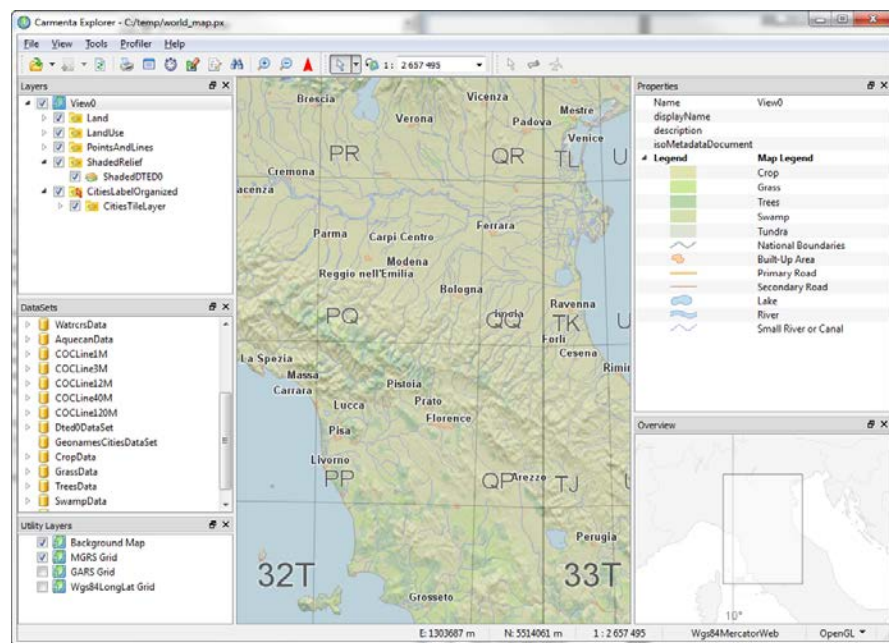 Carmenta Explorer - C:/temp/world_map.px
File View Tools Profiler Help
1: 2 657 495
Layers
View0
Land
LandUse
PointsAndLines
ShadedRelief
ShadedDTED0
CitiesLabelOrganized
CitiesTileLayer
DataSets
WatrcrsData
AquecanData
COCLine1M
COCLine3M
COCLine12M
COCLine40M
COCLine120M
Dted0DataSet
GeonamesCitiesDataSet
CropData
GrassData
TreesData
SwampData
Utility Layers
Background Map
MGRS Grid
GARS Grid
Wgs84LongLat Grid
Brescia
Vicenza
Verona
Padova
Mestre
Venice
PR
QR
TL
U
Cremona
acenza
Parma
Carpi Centro
Ferrara
Modena
Reggio nell'Emilia
Bologna
Ravenna
PQ
QQ
Imola
TK
U
Forlì
Cesena
Rimir
La Spezia
Massa
Carrara
Pistoia
Lucca
Prato
Florence
Pisa
Livorno
PP
QP
Arezzo
TJ
U
Perugia
32T
33T
Grosseto
Properties
Name View0
displayName
description
isoMetadataDocument
Legend Map Legend
Crop
Grass
Trees
Swamp
Tundra
National Boundaries
Built-Up Area
Primary Road
Secondary Road
Lake
River
Small River or Canal
Overview
10°
E: 1303687 m N: 5514061 m 1 : 2 657 495 Wgs84MercatorWeb OpenGL